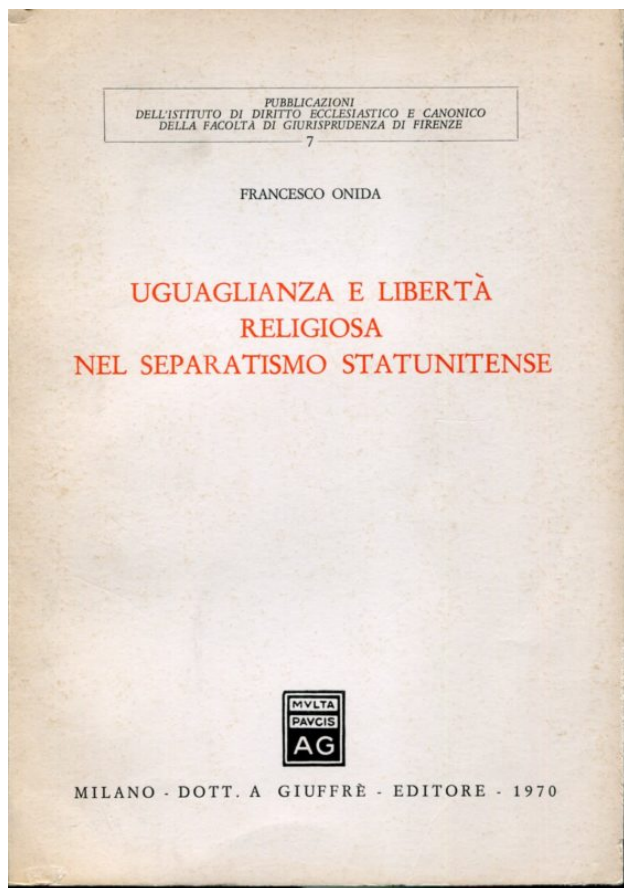 PUBBLICAZIONI
DELL'ISTITUTO DI DIRITTO ECCLESIASTICO E CANONICO
DELLA FACOLTÀ DI GIURISPRUDENZA DI FIRENZE
7
FRANCESCO ONIDA
UGUAGLIANZA E LIBERTÀ
RELIGIOSA
NEL SEPARATISMO STATUNITENSE
MVLTA
PAVCIS
AG
MILANO - DOTT. A GIUFFRÈ - EDITORE - 1970